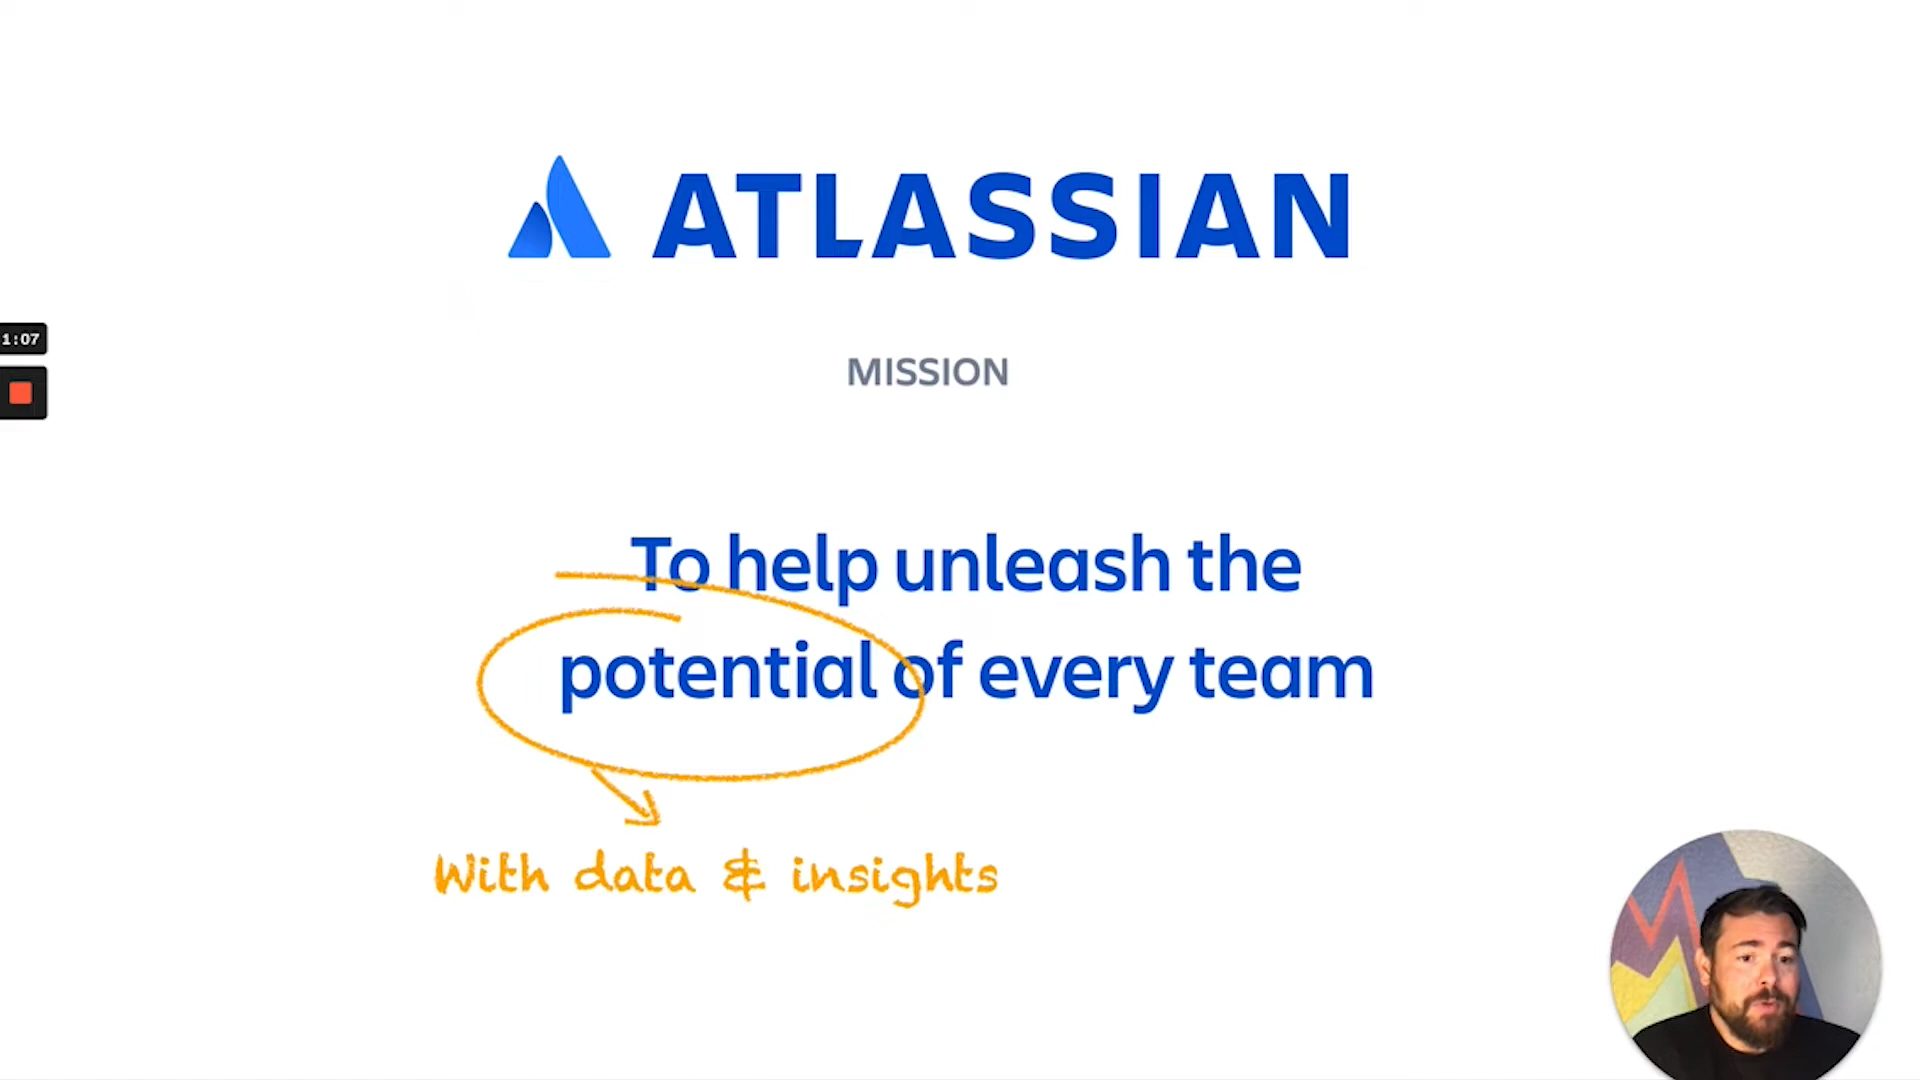 ATLASSIAN
1:07
MISSION
To help unleash the
potential of every team
With data & insights